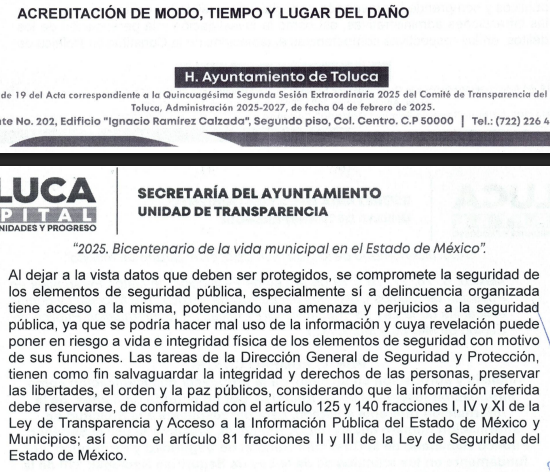 ACREDITACIÓN DE MODO, TIEMPO Y LUGAR DEL DAÑO
H. Ayuntamiento de Toluca
de 19 del Acta correspondiente a la Quincuagésima Segunda Sesión Extraordinaria 2025 del Comité de Transparencia del
Toluca, Administración 2025-2027, de fecha 04 de febrero de 2025.
te No. 202, Edificio "Ignacio Ramírez Calzada", Segundo piso, Col. Centro. C.P 50000 | Tel.: (722) 226 4
LUCA
PITAL
NIDADES Y PROGRESO
SECRETARÍA DEL AYUNTAMIENTO
UNIDAD DE TRANSPARENCIA
"2025. Bicentenario de la vida municipal en el Estado de México".
Al dejar a la vista datos que deben ser protegidos, se compromete la seguridad de
los elementos de seguridad pública, especialmente sí a delincuencia organizada
tiene acceso a la misma, potenciando una amenaza y perjuicios a la seguridad
pública, ya que se podría hacer mal uso de la información y cuya revelación puede
poner en riesgo a vida e integridad física de los elementos de seguridad con motivo
de sus funciones. Las tareas de la Dirección General de Seguridad y Protección,
tienen como fin salvaguardar la integridad y derechos de las personas, preservar
las libertades, el orden y la paz públicos, considerando que la información referida
debe reservarse, de conformidad con el artículo 125 y 140 fracciones I, IV y XI de la
Ley de Transparencia y Acceso a la Información Pública del Estado de México y
Municipios; así como el artículo 81 fracciones II y III de la Ley de Seguridad del
Estado de México.